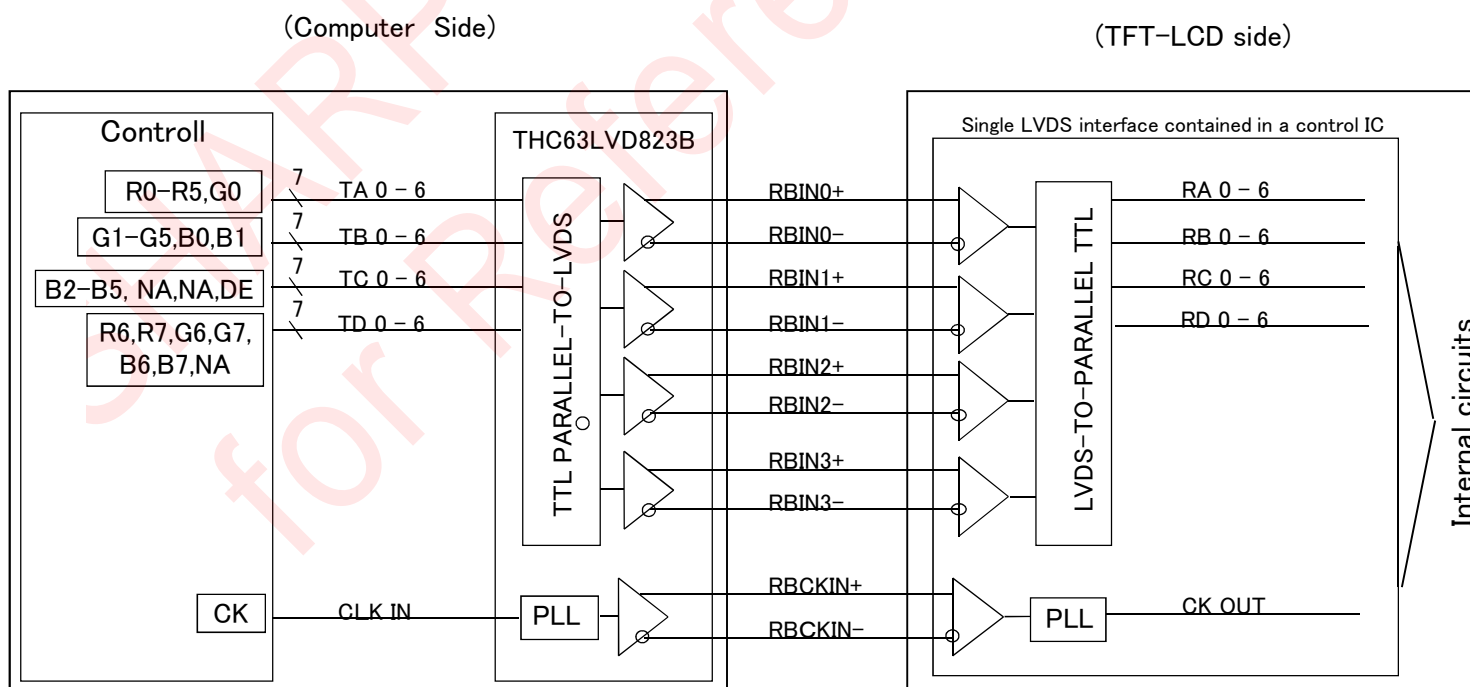 (Computer Side)
(TFT-LCD side)
Controll
THC63LVD823B
Single LVDS interface contained in a control IC
R0-R5,G0
7
TA 0 - 6
RBIN0+
RA 0 - 6
G1-G5,B0,B1
7
TB 0 - 6
RBIN0-
RB 0 - 6
B2-B5, NA,NA,DE
7
TC 0 - 6
RBIN1+
RC 0 - 6
R6,R7,G6,G7,
B6,B7,NA
7
TD 0 - 6
RBIN1-
RD 0 - 6
TTL PARALLEL-TO-LVDS
RBIN2+
RBIN2-
RBIN3+
RBIN3-
LVDS-TO-PARALLEL TTL
Internal circuits
CK
CLK IN
PLL
RBCKIN+
RBCKIN-
PLL
CK OUT
SHARP
for Refere